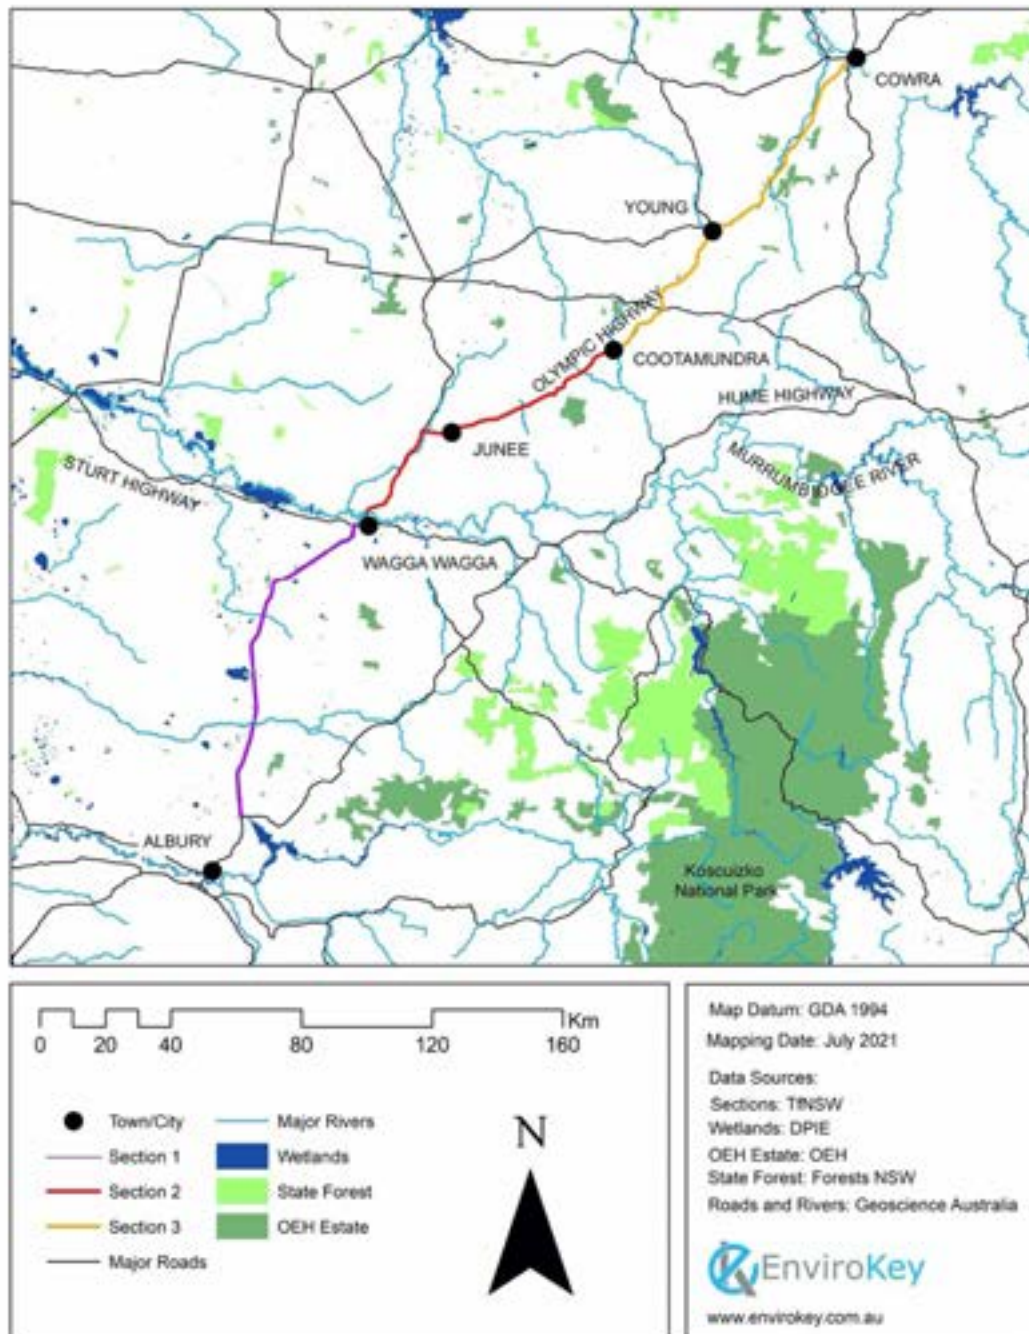 COWRA
YOUNG
OLYMPIC HIGHWAY
COOTAMUNDRA
HUME HIGHWAY
JUNEE
MURRUMBIDGEE RIVER
STURT HIGHWAY
WAGGA WAGGA
ALBURY
Koscuizko
National Park
Km
0 20 40 80 120 160
Town/City
Section 1
Section 2
Section 3
Major Roads
Major Rivers
Wetlands
State Forest
OEH Estate
N
Map Datum: GDA 1994
Mapping Date: July 2021
Data Sources:
Sections: TfNSW
Wetlands: DPIE
OEH Estate: OEH
State Forest: Forests NSW
Roads and Rivers: Geoscience Australia
EnviroKey
www.envirokey.com.au